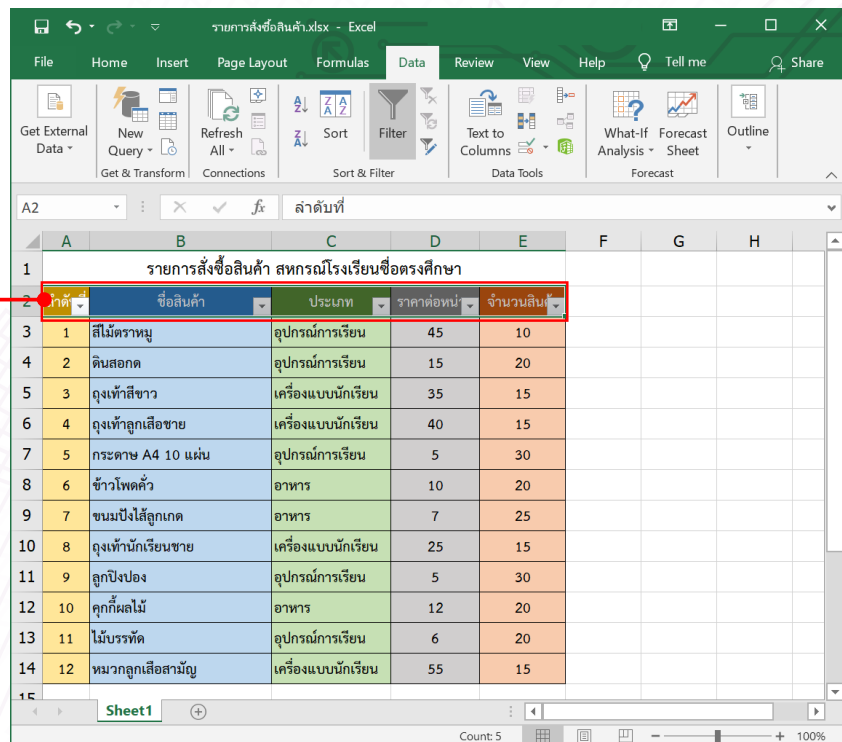 รายการสั่งซื้อสินค้า.xlsx - Excel
File Home Insert Page Layout Formulas Data Review View Help Tell me Share
Get External Data
New Query
Refresh All
Sort
Filter
Text to Columns
What-If Analysis
Forecast Sheet
Outline
Get & Transform Connections Sort & Filter Data Tools Forecast
A2 fx ลำดับที่
A B C D E F G H
1 รายการสั่งซื้อสินค้า สหกรณ์โรงเรียนซื่อตรงศึกษา
2 ลำดับที่ ชื่อสินค้า ประเภท ราคาต่อหน่ว จำนวนสินค้
3 1 สีไม้ตราหมู อุปกรณ์การเรียน 45 10
4 2 ดินสอกด อุปกรณ์การเรียน 15 20
5 3 ถุงเท้าสีขาว เครื่องแบบนักเรียน 35 15
6 4 ถุงเท้าลูกเสือชาย เครื่องแบบนักเรียน 40 15
7 5 กระดาษ A4 10 แผ่น อุปกรณ์การเรียน 5 30
8 6 ข้าวโพดคั่ว อาหาร 10 20
9 7 ขนมปังไส้ลูกเกด อาหาร 7 25
10 8 ถุงเท้านักเรียนชาย เครื่องแบบนักเรียน 25 15
11 9 ลูกปิงปอง อุปกรณ์การเรียน 5 30
12 10 คุกกี้ผลไม้ อาหาร 12 20
13 11 ไม้บรรทัด อุปกรณ์การเรียน 6 20
14 12 หมวกลูกเสือสามัญ เครื่องแบบนักเรียน 55 15
15
Sheet1
Count: 5 100%